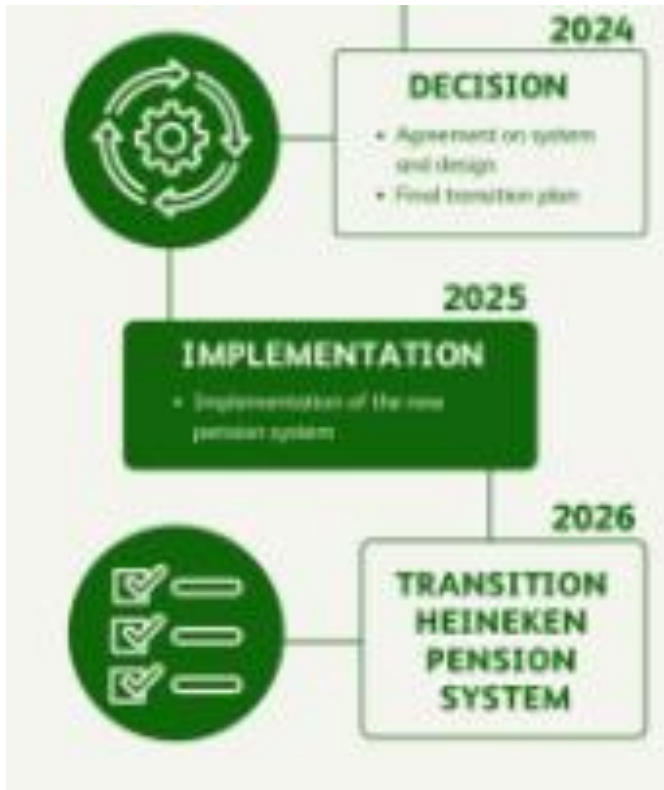 2024
DECISION
• Agreement on system
and design
• Final transition plan
2025
IMPLEMENTATION
• Implementation of the new
pension system
2026
TRANSITION
HEINEKEN
PENSION
SYSTEM